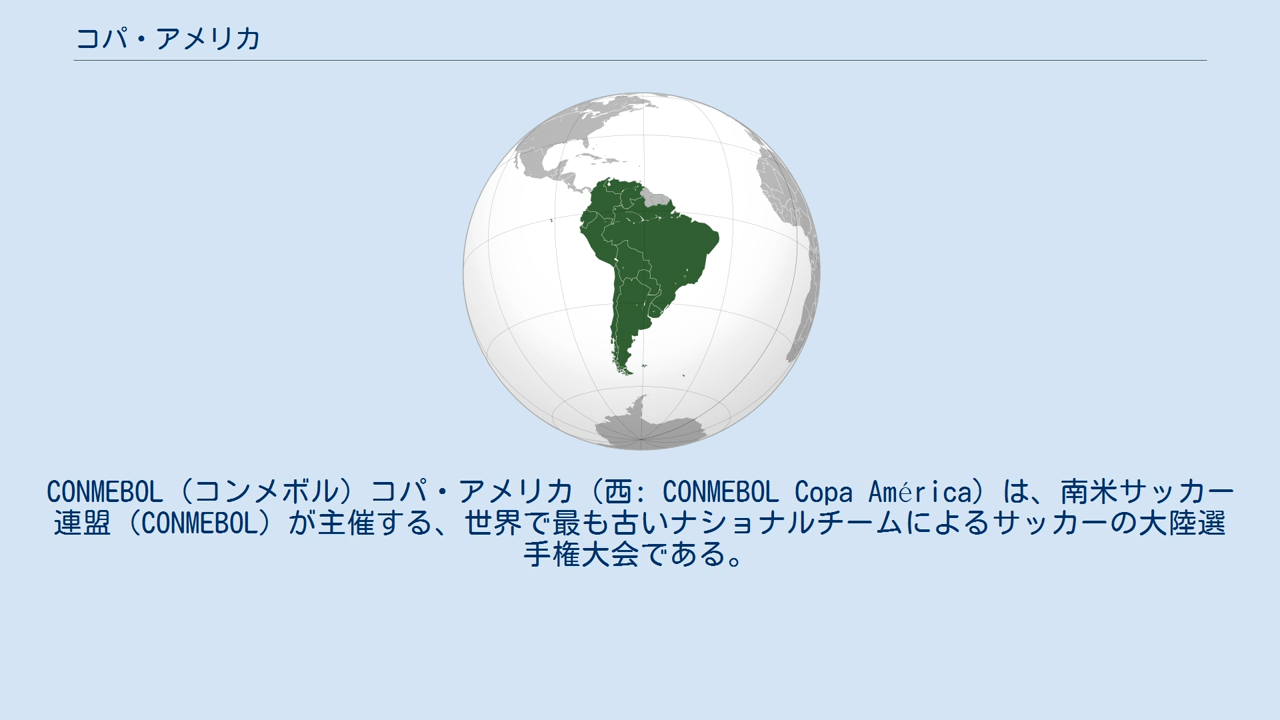 コパ・アメリカ
CONMEBOL（コンメボル）コパ・アメリカ（西: CONMEBOL Copa América）は、南米サッカー
連盟（CONMEBOL）が主催する、世界で最も古いナショナルチームによるサッカーの大陸選
手権大会である。